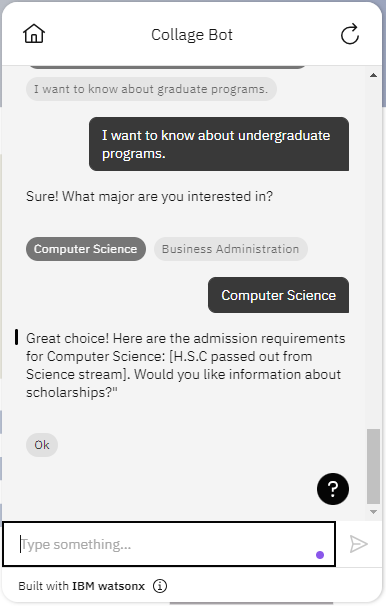 Collage Bot
I want to know about graduate programs.
I want to know about undergraduate
programs.
Sure! What major are you interested in?
Computer Science
Business Administration
Computer Science
Great choice! Here are the admission requirements
for Computer Science: [H.S.C passed out from
Science stream]. Would you like information about
scholarships?"
Ok
?
Type something...
Built with IBM watsonx